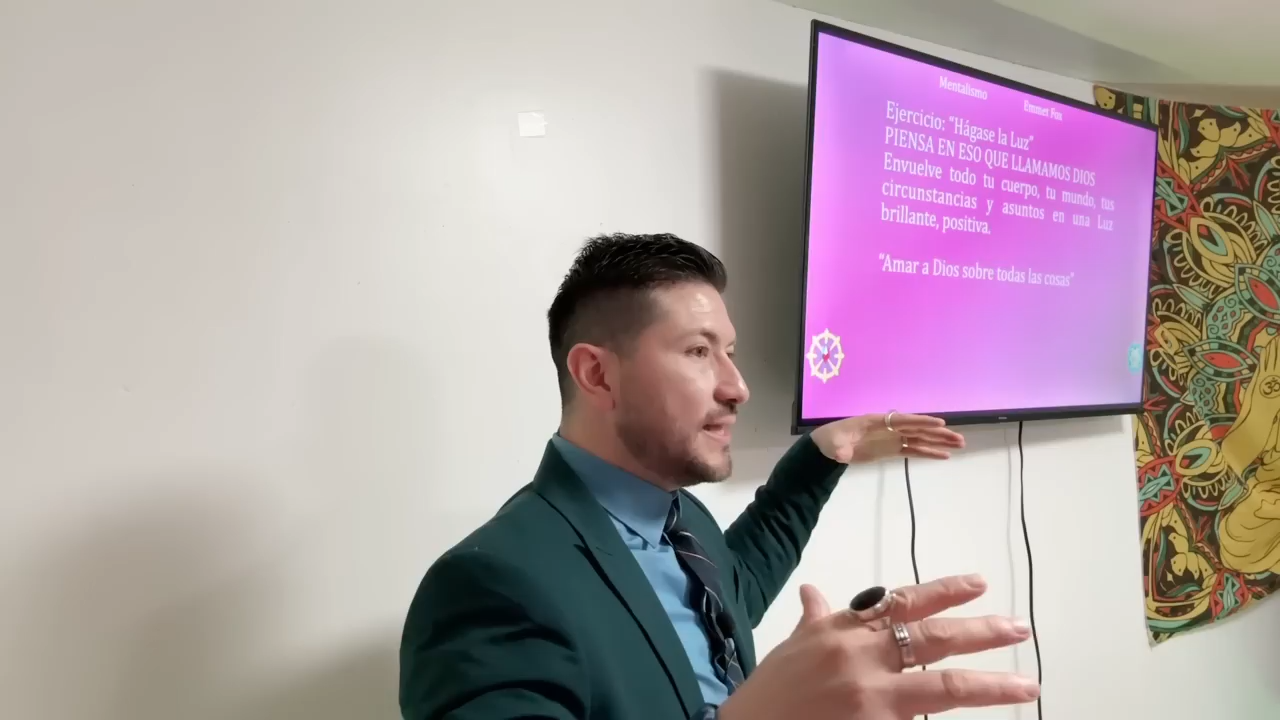 Mentalismo
Emmet Fox
Ejercicio: "Hágase la Luz"
PIENSA EN ESO QUE LLAMAMOS DIOS
Envuelve todo tu cuerpo, tu mundo, tus
circunstancias y asuntos en una Luz
brillante, positiva.
"Amar a Dios sobre todas las cosas"